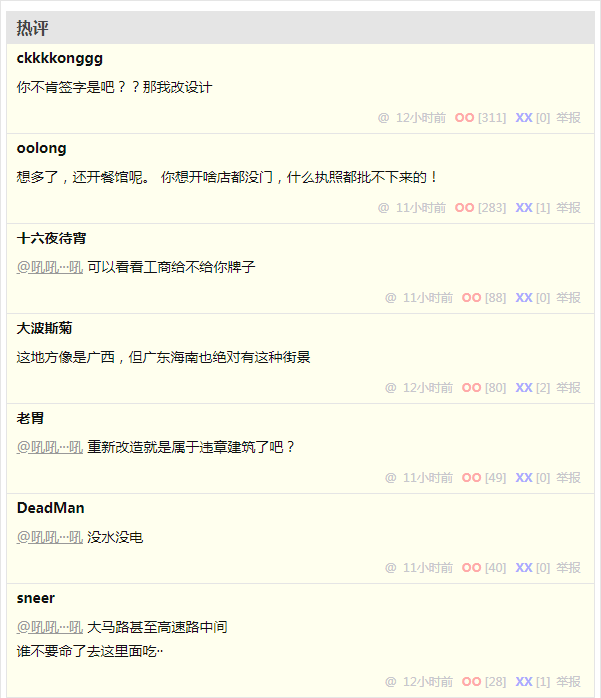 热评
ckkkkonggg
你不肯签字是吧？？那我改设计
@ 12小时前 OO [311] XX [0] 举报
oolong
想多了，还开餐馆呢。 你想开啥店都没门，什么执照都批不下来的！
@ 11小时前 OO [283] XX [1] 举报
十六夜待宵
@吼吼···吼 可以看看工商给不给你牌子
@ 11小时前 OO [88] XX [0] 举报
大波斯菊
这地方像是广西，但广东海南也绝对有这种街景
@ 12小时前 OO [80] XX [2] 举报
老胃
@吼吼···吼 重新改造就是属于违章建筑了吧？
@ 11小时前 OO [49] XX [0] 举报
DeadMan
@吼吼···吼 没水没电
@ 11小时前 OO [40] XX [0] 举报
sneer
@吼吼···吼 大马路甚至高速路中间
谁不要命了去这里面吃··
@ 12小时前 OO [28] XX [1] 举报